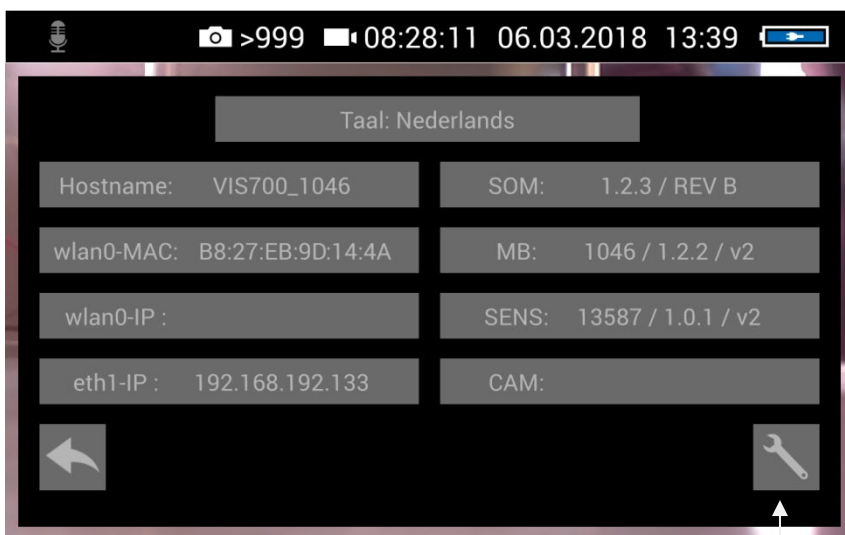 >999 08:28:11 06.03.2018 13:39
Taal: Nederlands
Hostname: VIS700_1046
SOM: 1.2.3 / REV B
wlan0-MAC: B8:27:EB:9D:14:4A
MB: 1046 / 1.2.2 / v2
wlan0-IP :
SENS: 13587 / 1.0.1 / v2
eth1-IP : 192.168.192.133
CAM: